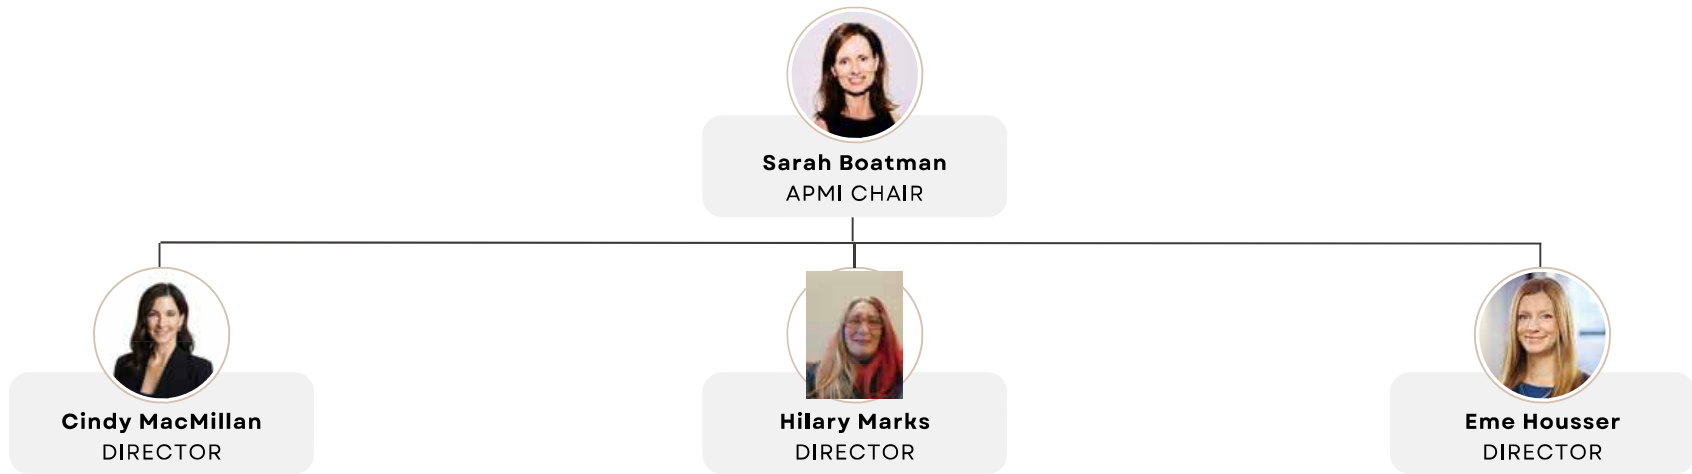 Sarah Boatman
APMI CHAIR
Cindy MacMillan
DIRECTOR
Hilary Marks
DIRECTOR
Eme Housser
DIRECTOR